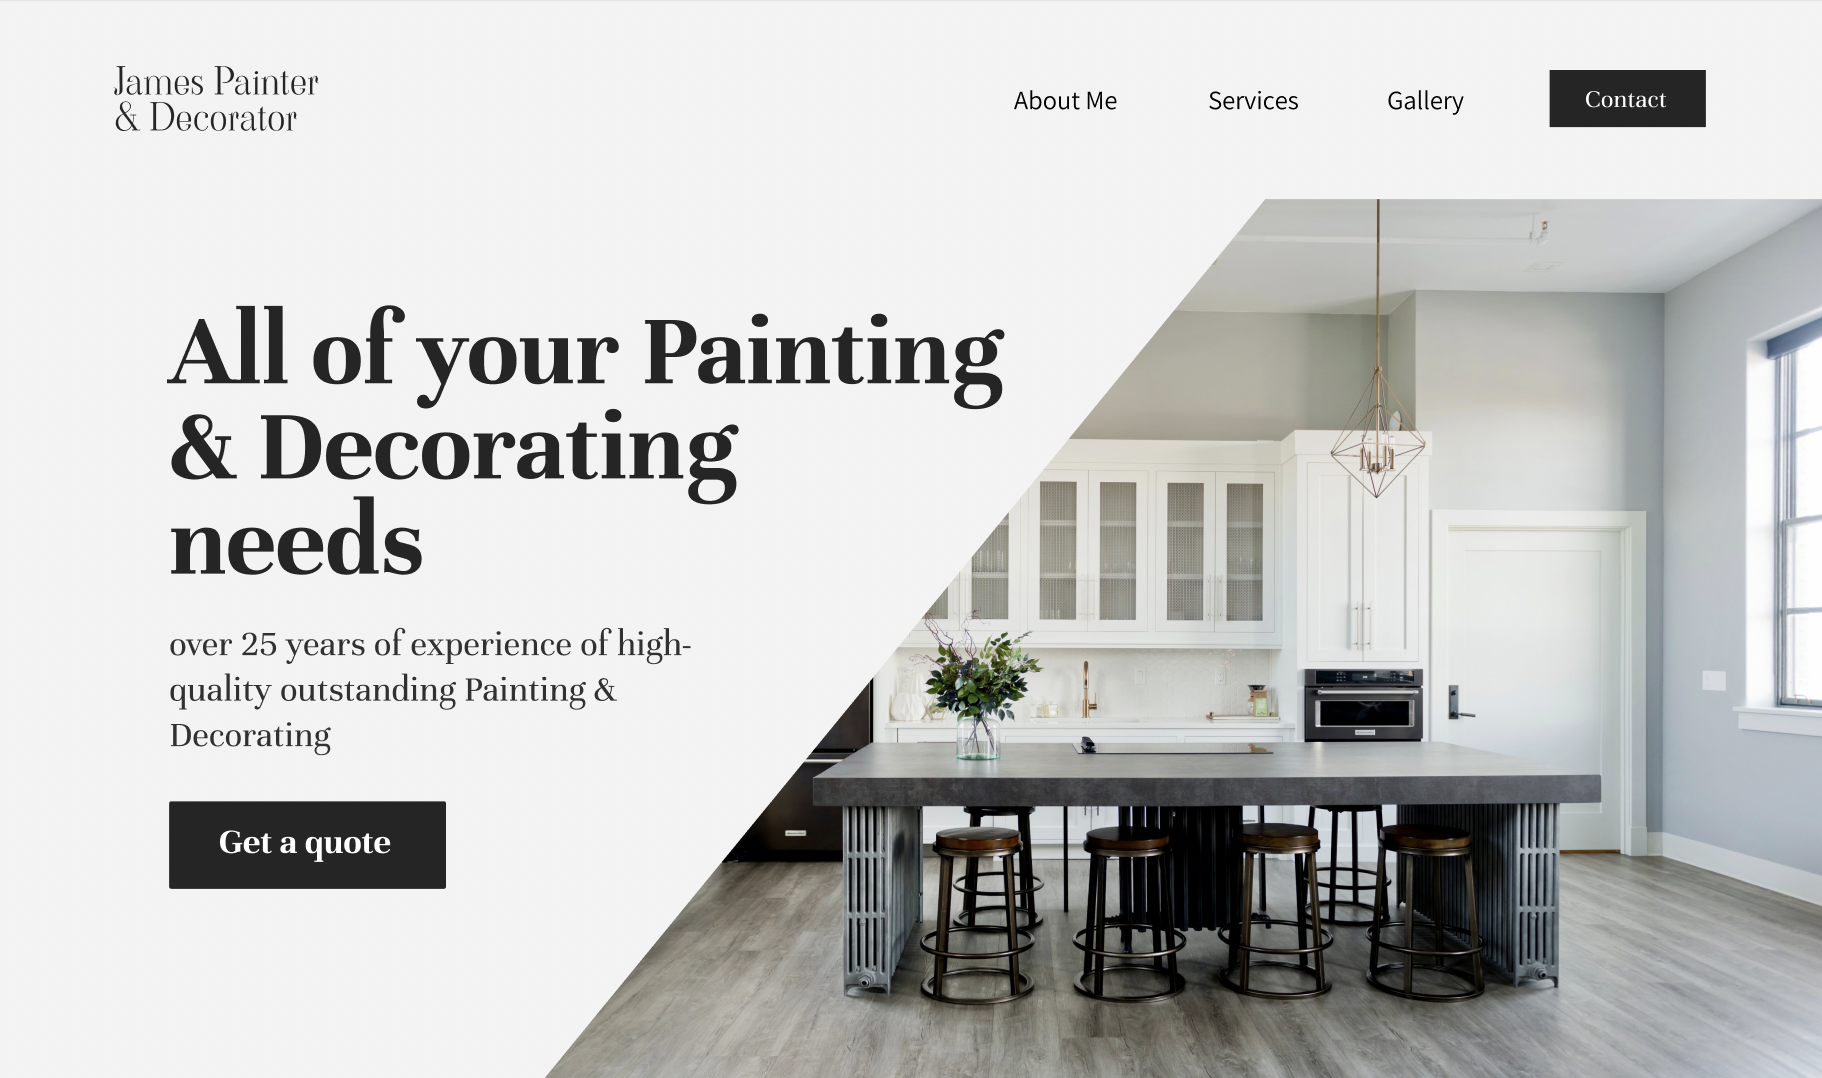 James Painter
& Decorator
About Me
Services
Gallery
Contact
All of your Painting
& Decorating
needs
over 25 years of experience of high-
quality outstanding Painting &
Decorating
Get a quote